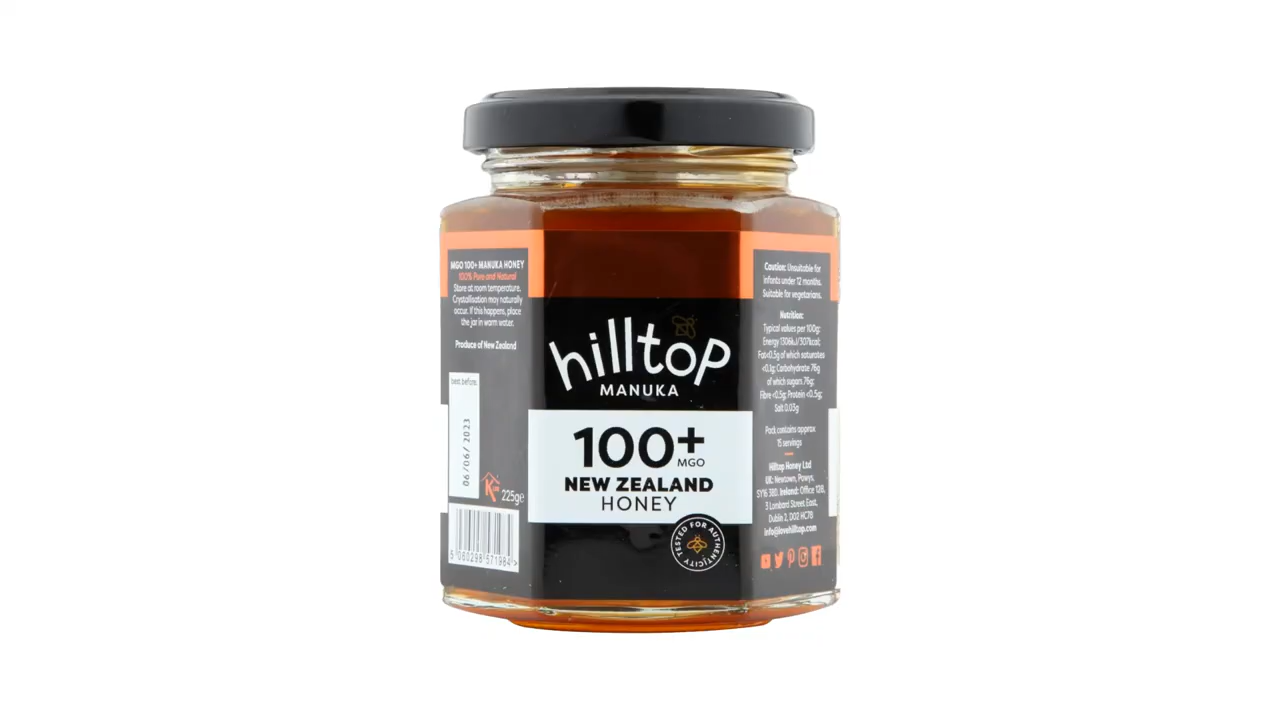 MGO 100+ MANUKA HONEY
100% Pure and Natural
Store at room temperature.
Crystallisation may naturally
occur. If this happens, place
the jar in warm water.
Produce of New Zealand
best before:
06/06/2023
225g℮
5 060298 571984 >
hilltop
MANUKA
100+
MGO
NEW ZEALAND
HONEY
TESTED FOR AUTHENTICITY
Caution: Unsuitable for
infants under 12 months.
Suitable for vegetarians.
Nutrition:
Typical values per 100g:
Energy 1306kJ/307kcal;
Fat<0.5g of which saturates
<0.1g; Carbohydrate 76g
of which sugars 76g;
Fibre <0.5g; Protein <0.5g;
Salt 0.03g
Pack contains approx
15 servings
Hilltop Honey Ltd
UK: Newtown, Powys,
SY16 3BD. Ireland: Office 12B,
3 Lombard Street East,
Dublin 2, D02 HC78
info@lovehilltop.com